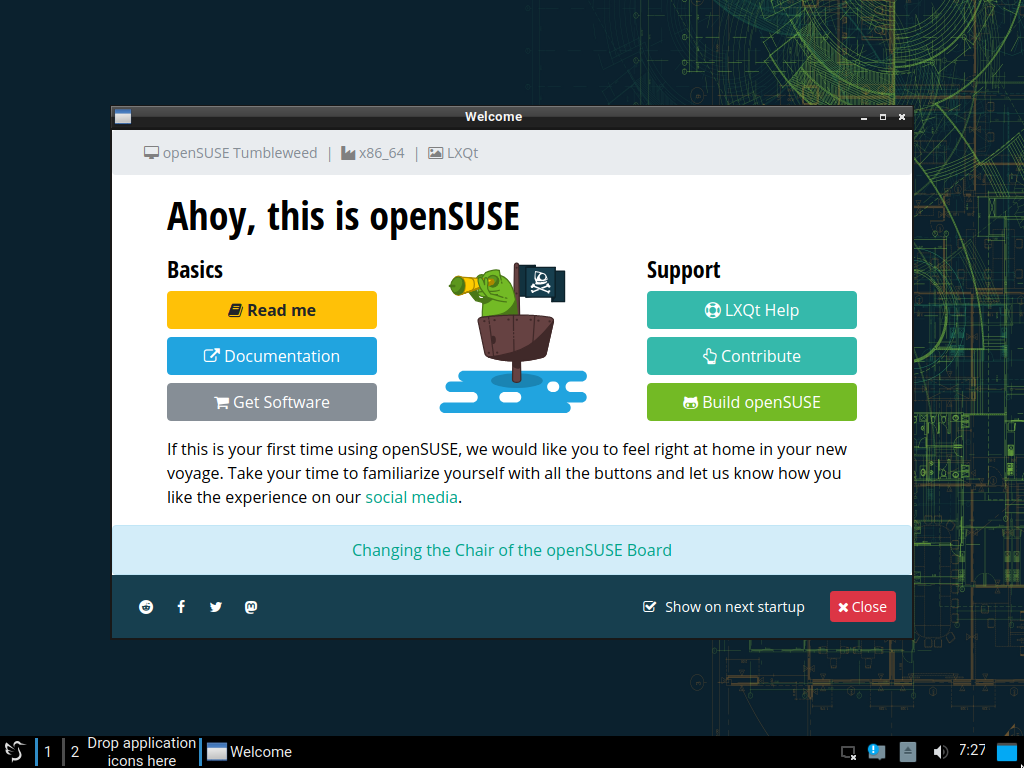 Welcome
openSUSE Tumbleweed | x86_64 | LXQt
Ahoy, this is openSUSE
Basics
Read me
Documentation
Get Software
Support
LXQt Help
Contribute
Build openSUSE
If this is your first time using openSUSE, we would like you to feel right at home in your new
voyage. Take your time to familiarize yourself with all the buttons and let us know how you
like the experience on our social media.
Changing the Chair of the openSUSE Board
Show on next startup
Close
1
2
Drop application
icons here
Welcome
7:27